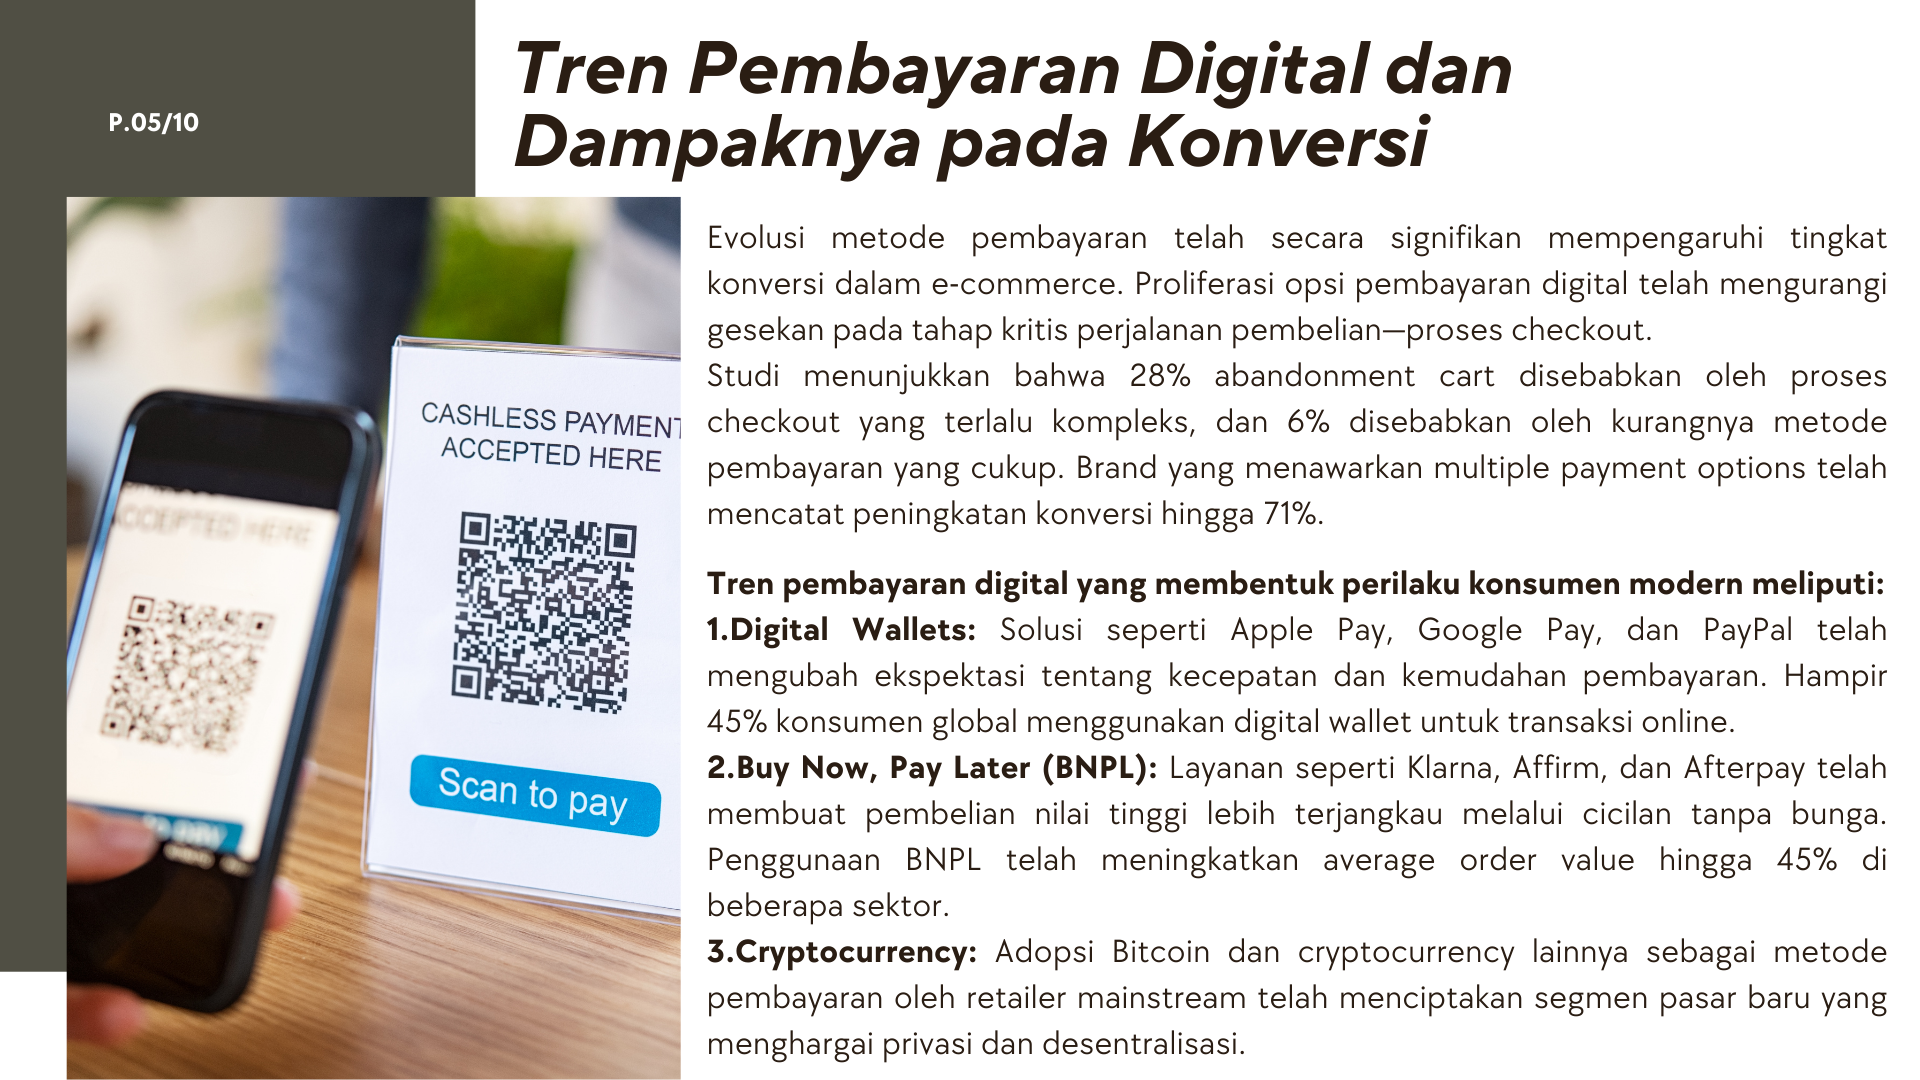 P.05/10
Tren Pembayaran Digital dan
Dampaknya pada Konversi
Evolusi metode pembayaran telah secara signifikan mempengaruhi tingkat
konversi dalam e-commerce. Proliferasi opsi pembayaran digital telah mengurangi
gesekan pada tahap kritis perjalanan pembelian—proses checkout.
Studi menunjukkan bahwa 28% abandonment cart disebabkan oleh proses
checkout yang terlalu kompleks, dan 6% disebabkan oleh kurangnya metode
pembayaran yang cukup. Brand yang menawarkan multiple payment options telah
mencatat peningkatan konversi hingga 71%.
Tren pembayaran digital yang membentuk perilaku konsumen modern meliputi:
1.Digital Wallets: Solusi seperti Apple Pay, Google Pay, dan PayPal telah
mengubah ekspektasi tentang kecepatan dan kemudahan pembayaran. Hampir
45% konsumen global menggunakan digital wallet untuk transaksi online.
2.Buy Now, Pay Later (BNPL): Layanan seperti Klarna, Affirm, dan Afterpay telah
membuat pembelian nilai tinggi lebih terjangkau melalui cicilan tanpa bunga.
Penggunaan BNPL telah meningkatkan average order value hingga 45% di
beberapa sektor.
3.Cryptocurrency: Adopsi Bitcoin dan cryptocurrency lainnya sebagai metode
pembayaran oleh retailer mainstream telah menciptakan segmen pasar baru yang
menghargai privasi dan desentralisasi.
CASHLESS PAYMENT
ACCEPTED HERE
Scan to pay
ACCEPTED HERE